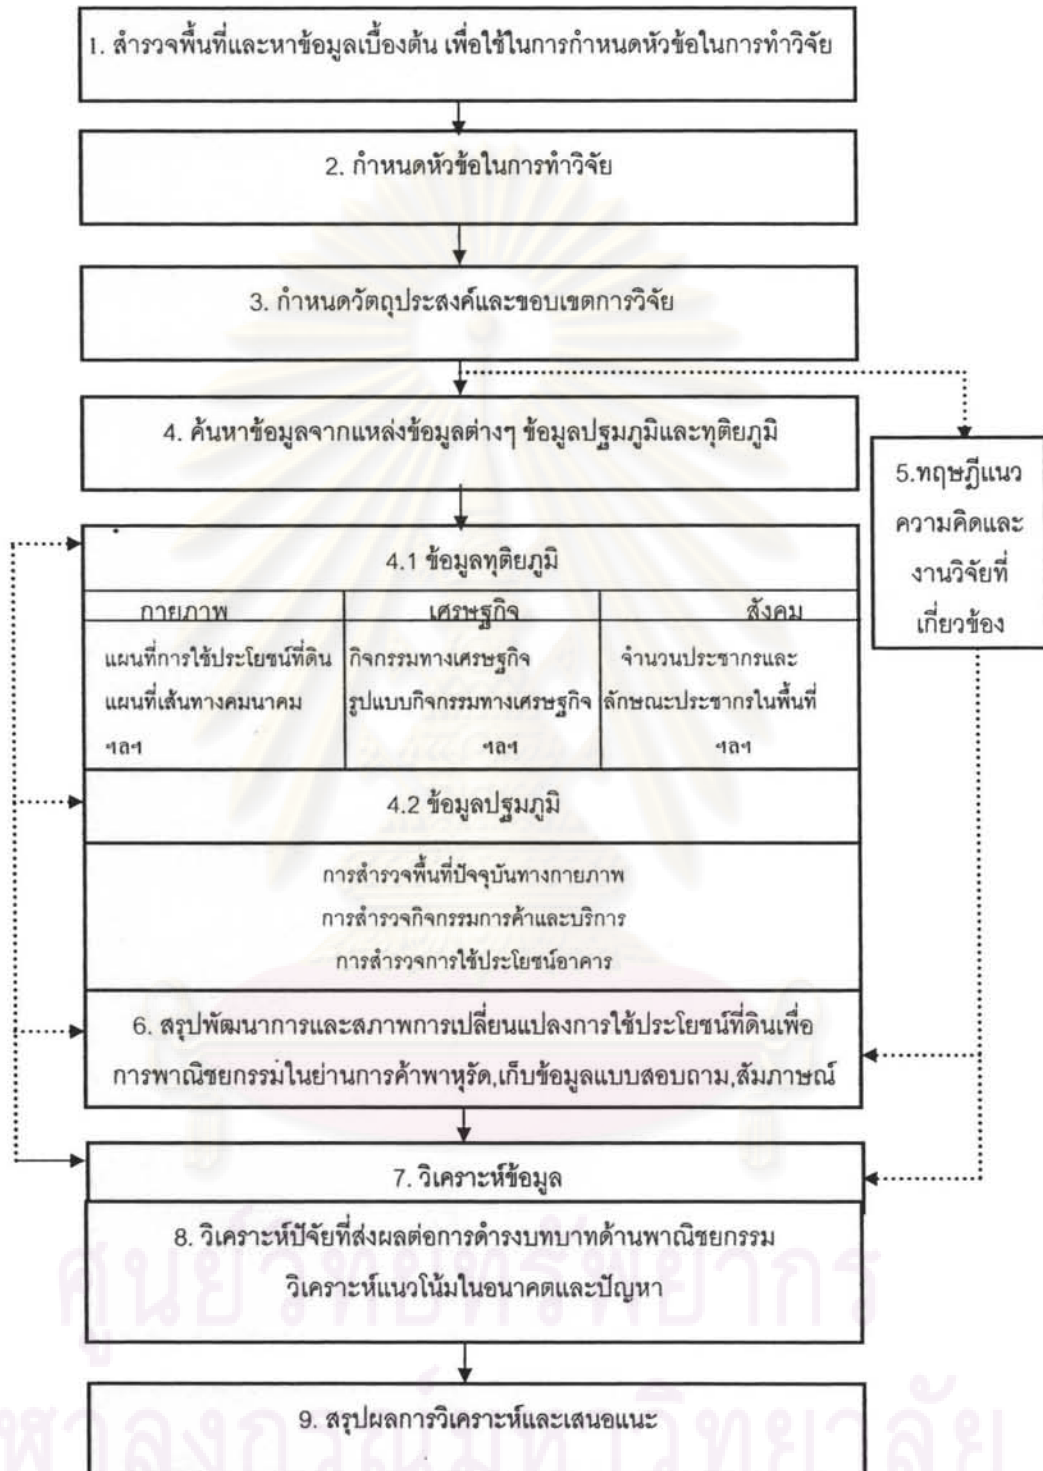 1. สำรวจพื้นที่และหาข้อมูลเบื้องต้น เพื่อใช้ในการกำหนดหัวข้อในการทำวิจัย
2. กำหนดหัวข้อในการทำวิจัย
3. กำหนดวัตถุประสงค์และขอบเขตการวิจัย
4. ค้นหาข้อมูลจากแหล่งข้อมูลต่างๆ ข้อมูลปฐมภูมิและทุติยภูมิ
5.ทฤษฎีแนว
ความคิดและ
งานวิจัยที่
เกี่ยวข้อง
4.1 ข้อมูลทุติยภูมิ
กายภาพ เศรษฐกิจ สังคม
แผนที่การใช้ประโยชน์ที่ดิน กิจกรรมทางเศรษฐกิจ จำนวนประชากรและ
แผนที่เส้นทางคมนาคม รูปแบบกิจกรรมทางเศรษฐกิจ ลักษณะประชากรในพื้นที่
ฯลฯ ฯลฯ ฯลฯ
4.2 ข้อมูลปฐมภูมิ
การสำรวจพื้นที่ปัจจุบันทางกายภาพ
การสำรวจกิจกรรมการค้าและบริการ
การสำรวจการใช้ประโยชน์อาคาร
6. สรุปพัฒนาการและสภาพการเปลี่ยนแปลงการใช้ประโยชน์ที่ดินเพื่อ
การพาณิชยกรรมในย่านการค้าพาหุรัด,เก็บข้อมูลแบบสอบถาม,สัมภาษณ์
7. วิเคราะห์ข้อมูล
8. วิเคราะห์ปัจจัยที่ส่งผลต่อการดำรงบทบาทด้านพาณิชยกรรม
วิเคราะห์แนวโน้มในอนาคตและปัญหา
9. สรุปผลการวิเคราะห์และเสนอแนะ
ศูนย์วิทยทรัพยากร
จุฬาลงกรณ์มหาวิทยาลัย